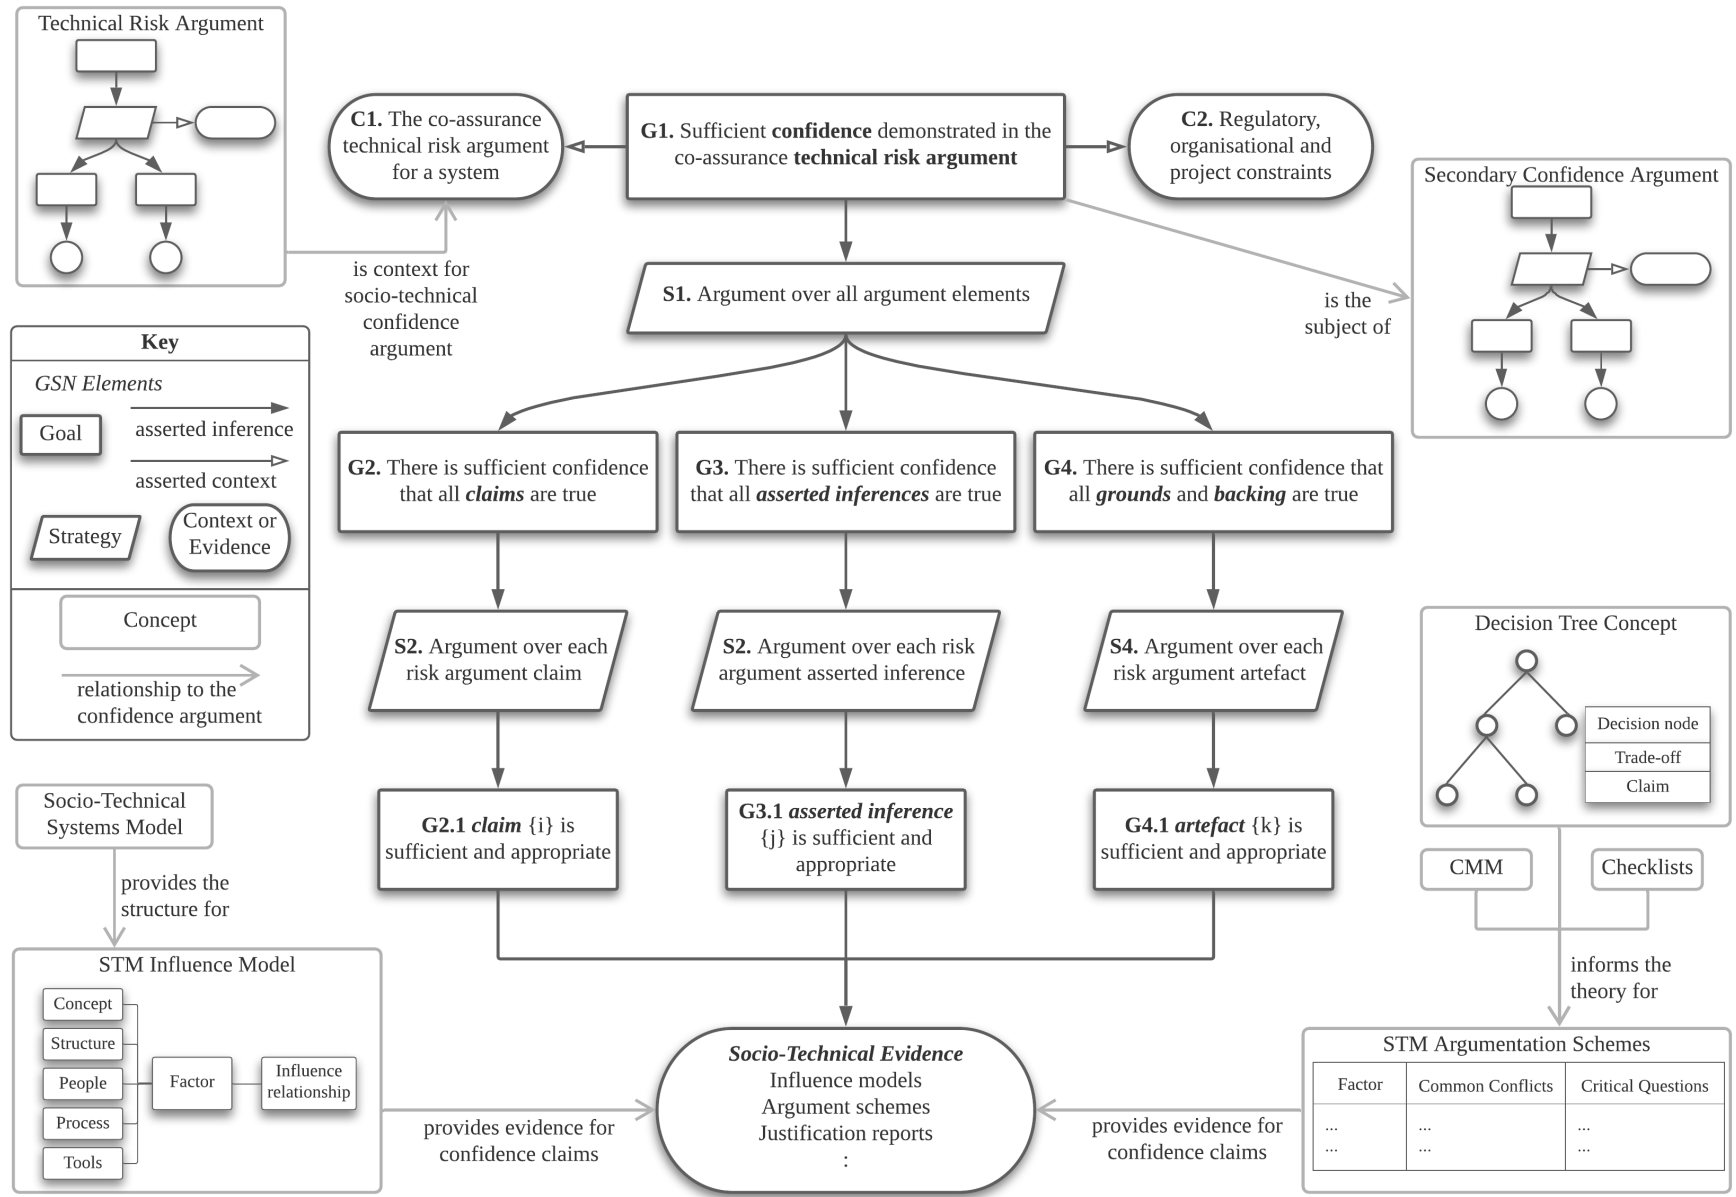 Technical Risk Argument
C1. The co-assurance
technical risk argument
for a system
G1. Sufficient confidence demonstrated in the
co-assurance technical risk argument
C2. Regulatory,
organisational and
project constraints
Secondary Confidence Argument
is context for
socio-technical
confidence
argument
S1. Argument over all argument elements
is the
subject of
Key
GSN Elements
Goal
asserted inference
asserted context
Strategy
Context or
Evidence
Concept
relationship to the
confidence argument
G2. There is sufficient confidence
that all claims are true
G3. There is sufficient confidence
that all asserted inferences are true
G4. There is sufficient confidence that
all grounds and backing are true
S2. Argument over each
risk argument claim
S2. Argument over each risk
argument asserted inference
S4. Argument over each
risk argument artefact
Decision Tree Concept
Decision node
Trade-off
Claim
G2.1 claim {i} is
sufficient and appropriate
G3.1 asserted inference
{j} is sufficient and
appropriate
G4.1 artefact {k} is
sufficient and appropriate
Socio-Technical
Systems Model
provides the
structure for
CMM
Checklists
informs the
theory for
STM Influence Model
Concept
Structure
People
Process
Tools
Factor
Influence
relationship
provides evidence for
confidence claims
Socio-Technical Evidence
Influence models
Argument schemes
Justification reports
:
provides evidence for
confidence claims
STM Argumentation Schemes
Factor Common Conflicts Critical Questions
... ... ...
... ... ...